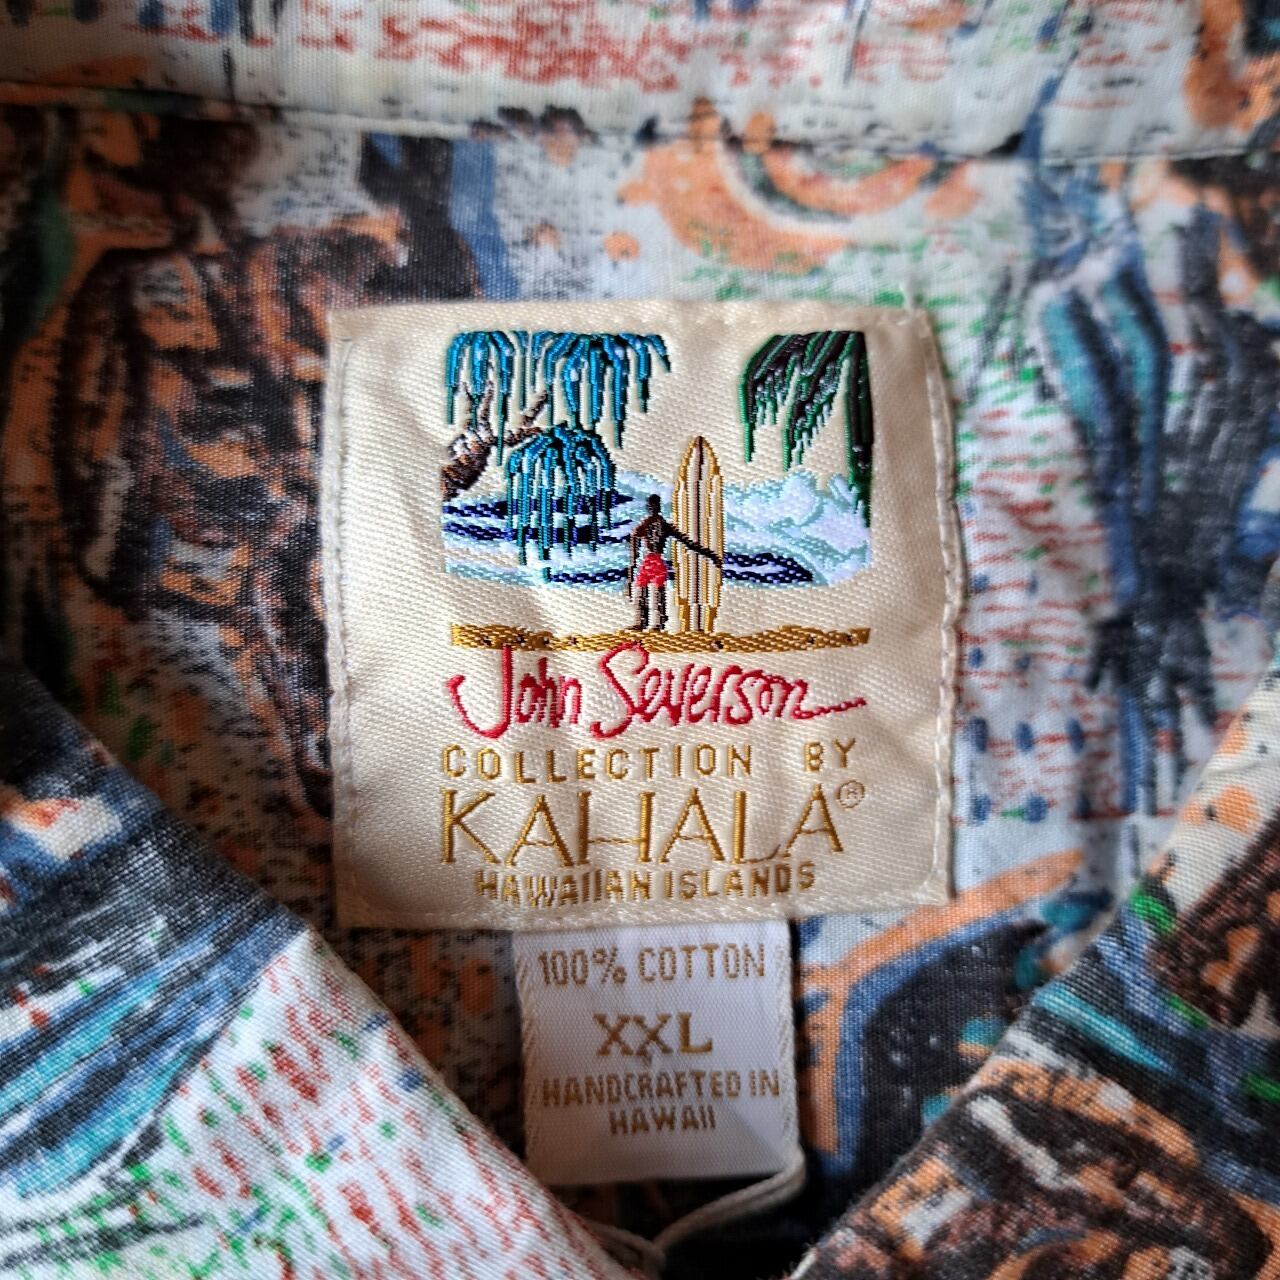 John Severson
COLLECTION BY
KAHALA®
HAWAIIAN ISLANDS
100% COTTON
XXL
HANDCRAFTED IN
HAWAII